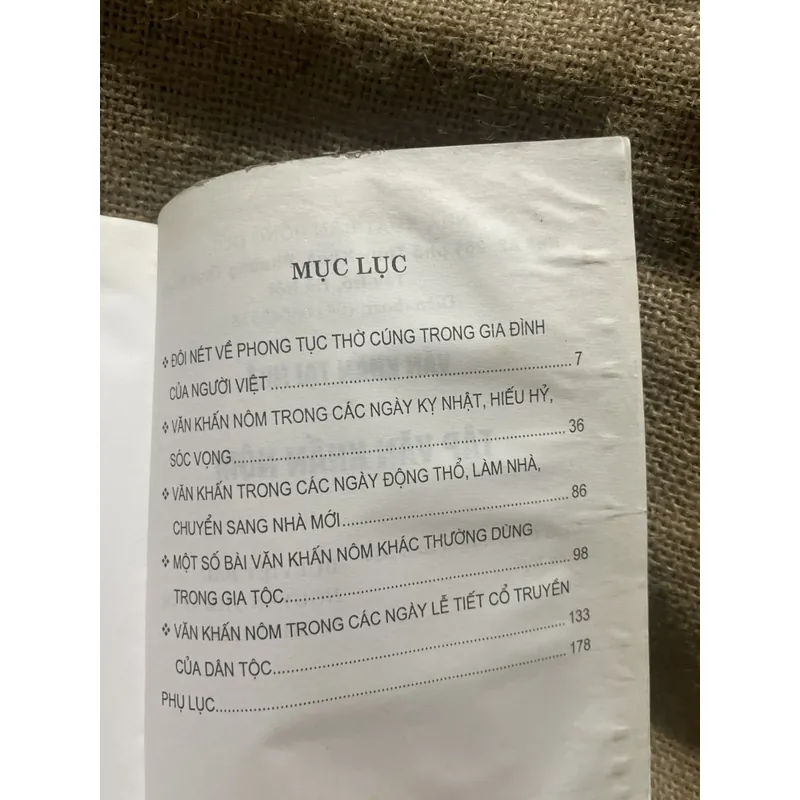 MỤC LỤC
❖ ĐÔI NÉT VỀ PHONG TỤC THỜ CÚNG TRONG GIA ĐÌNH
CỦA NGƯỜI VIỆT........................................................7
❖ VĂN KHẤN NÔM TRONG CÁC NGÀY KỴ NHẬT, HIẾU HỶ,
SÓC VỌNG........................................................36
❖ VĂN KHẤN TRONG CÁC NGÀY ĐỘNG THỔ, LÀM NHÀ,
CHUYỂN SANG NHÀ MỚI........................................86
❖ MỘT SỐ BÀI VĂN KHẤN NÔM KHÁC THƯỜNG DÙNG
TRONG GIA TỘC....................................................98
❖ VĂN KHẤN NÔM TRONG CÁC NGÀY LỄ TIẾT CỔ TRUYỀN
CỦA DÂN TỘC......................................................133
PHỤ LỤC..............................................................178